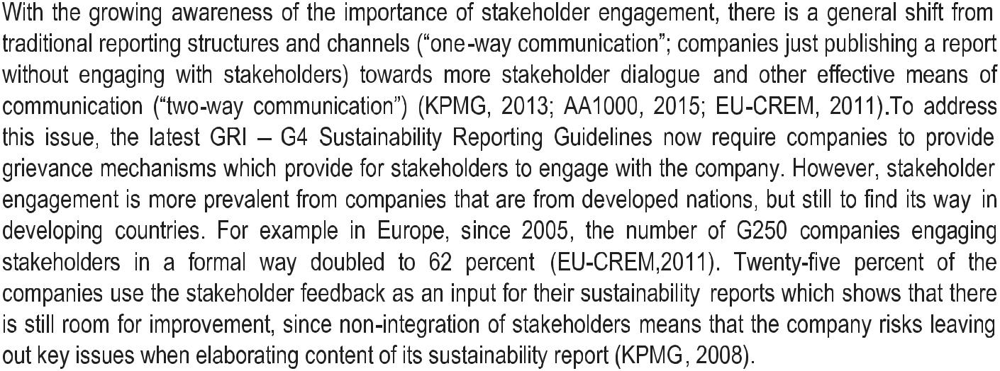 With the growing awareness of the importance of stakeholder engagement, there is a general shift from
traditional reporting structures and channels (“one-way communication”; companies just publishing a report
without engaging with stakeholders) towards more stakeholder dialogue and other effective means of
communication (“two-way communication”) (KPMG, 2013; AA1000, 2015; EU-CREM, 2011).To address
this issue, the latest GRI – G4 Sustainability Reporting Guidelines now require companies to provide
grievance mechanisms which provide for stakeholders to engage with the company. However, stakeholder
engagement is more prevalent from companies that are from developed nations, but still to find its way in
developing countries. For example in Europe, since 2005, the number of G250 companies engaging
stakeholders in a formal way doubled to 62 percent (EU-CREM,2011). Twenty-five percent of the
companies use the stakeholder feedback as an input for their sustainability reports which shows that there
is still room for improvement, since non-integration of stakeholders means that the company risks leaving
out key issues when elaborating content of its sustainability report (KPMG, 2008).